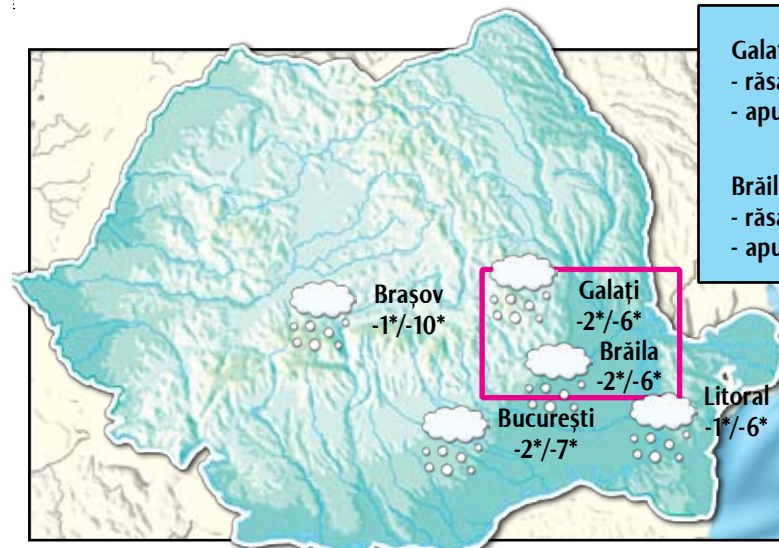 Galaț
- răsă
- apu
Brăil
- răsă
- apu
Brașov
-1*/-10*
Galați
-2*/-6*
Brăila
-2*/-6*
Litoral
-1*/-6*
București
-2*/-7*